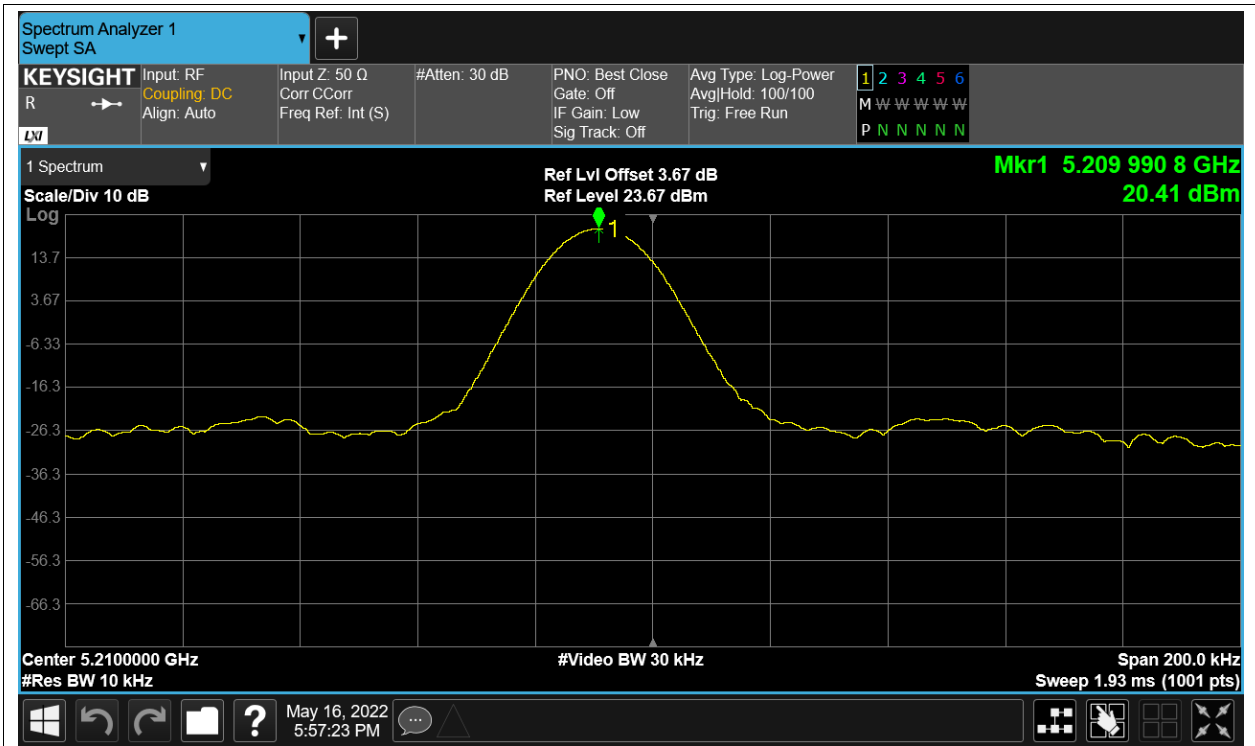 Spectrum Analyzer 1
Swept SA
KEYSIGHT
R
LXI
Input: RF
Coupling: DC
Align: Auto
Input Z: 50 Ω
Corr CCorr
Freq Ref: Int (S)
#Atten: 30 dB
PNO: Best Close
Gate: Off
IF Gain: Low
Sig Track: Off
Avg Type: Log-Power
Avg|Hold: 100/100
Trig: Free Run
1 2 3 4 5 6
M W W W W W
P N N N N N
1 Spectrum
Scale/Div 10 dB
Ref Lvl Offset 3.67 dB
Ref Level 23.67 dBm
Mkr1 5.209 990 8 GHz
20.41 dBm
Log
1
13.7
3.67
-6.33
-16.3
-26.3
-36.3
-46.3
-56.3
-66.3
Center 5.2100000 GHz
#Res BW 10 kHz
#Video BW 30 kHz
Span 200.0 kHz
Sweep 1.93 ms (1001 pts)
?
May 16, 2022
5:57:23 PM